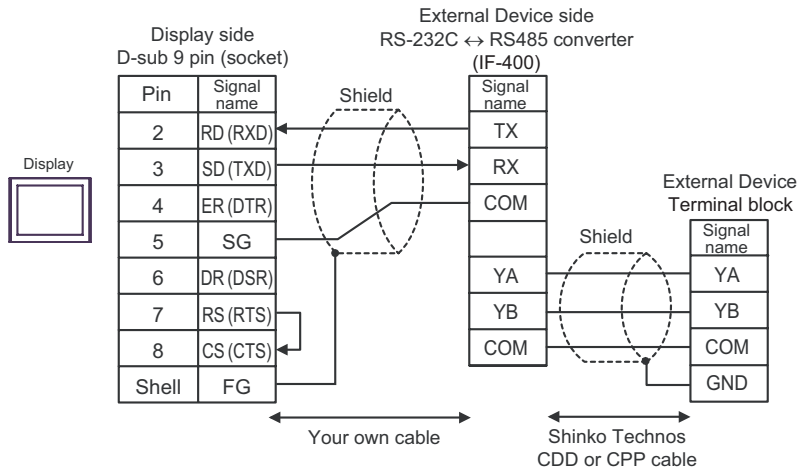 External Device side
RS-232C ↔ RS485 converter
(IF-400)
Display side
D-sub 9 pin (socket)
Pin
Signal name
2
RD (RXD)
3
SD (TXD)
4
ER (DTR)
5
SG
6
DR (DSR)
7
RS (RTS)
8
CS (CTS)
Shell
FG
Display
Shield
Signal name
TX
RX
COM
YA
YB
COM
Shield
External Device
Terminal block
Signal name
YA
YB
COM
GND
Your own cable
Shinko Technos
CDD or CPP cable